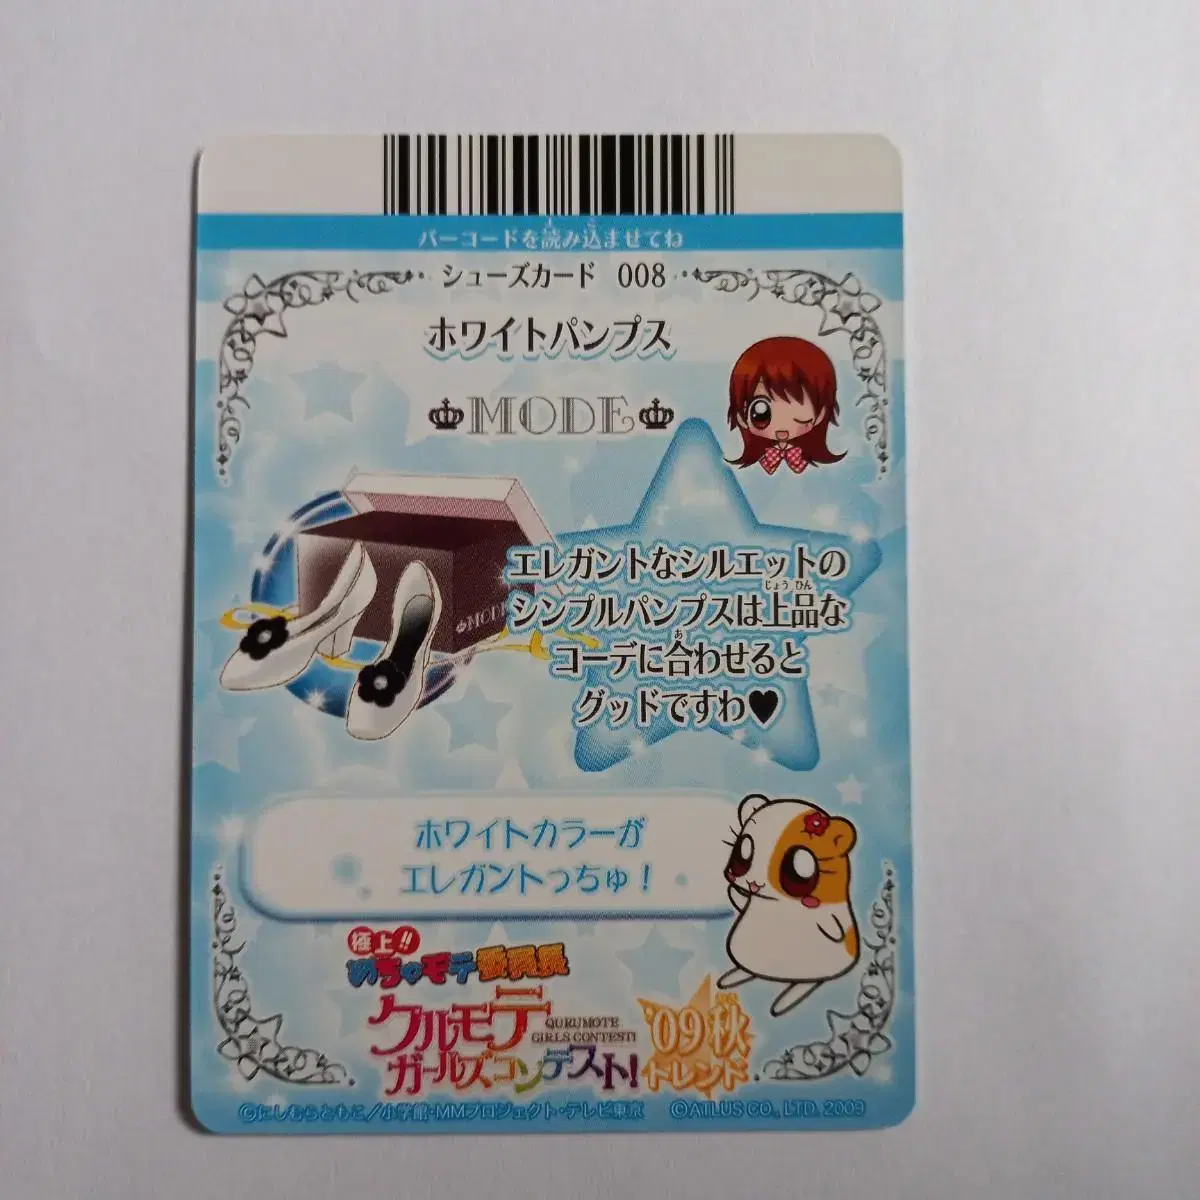 バーコードを読み込ませてね
シューズカード 008
ホワイトパンプス
MODE
MODE
エレガントなシルエットの
シンプルパンプスは上品な
コーデに合わせると
グッドですわ♥
ホワイトカラーが
エレガントっちゅ！
極上!!
めちゃモテ委員長
クルモテ
QURUMOTE
GIRLS CONTEST!
ガールズコンテスト!
'09秋
トレンド
©にしむらともこ／小学館・MMプロジェクト・テレビ東京 ©ATLUS CO., LTD. 2009